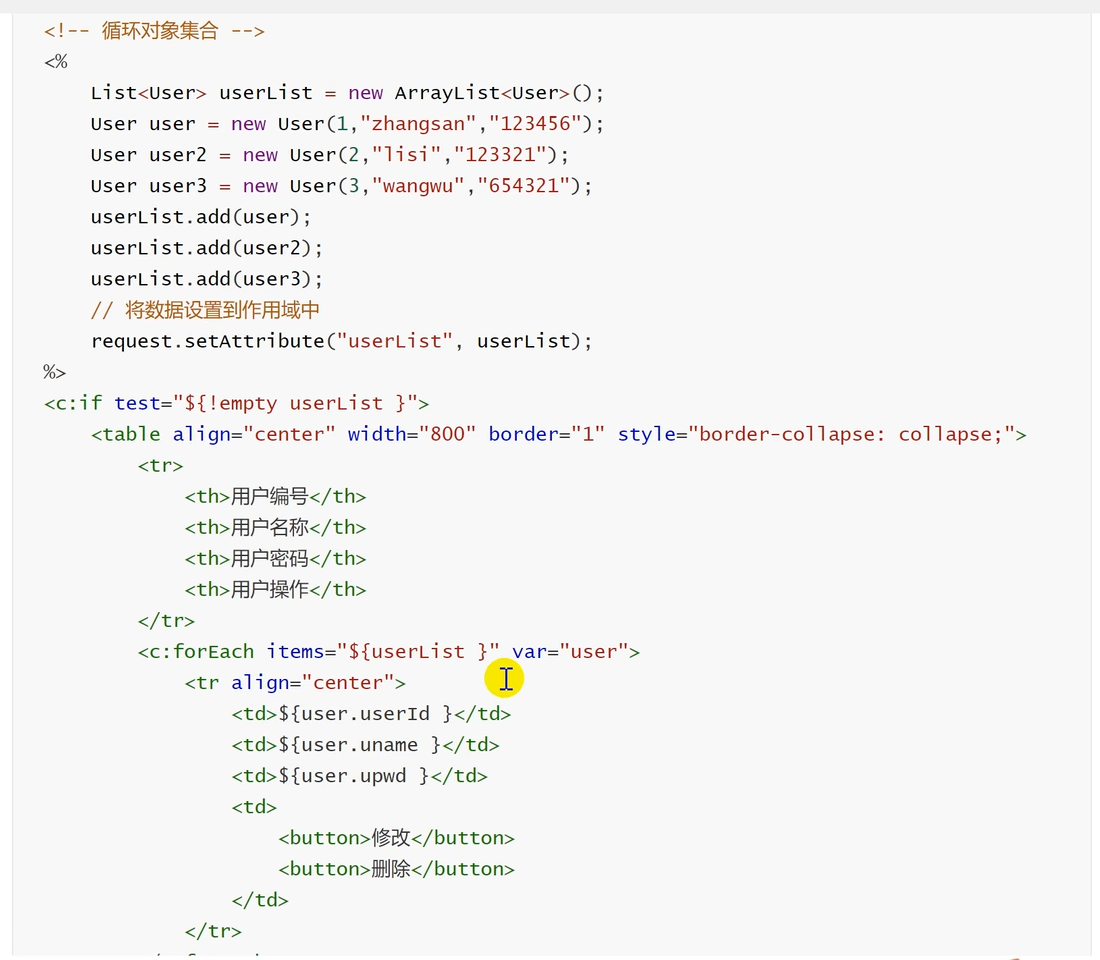 <!-- 循环对象集合 -->
<%
    List<User> userList = new ArrayList<User>();
    User user = new User(1,"zhangsan","123456");
    User user2 = new User(2,"lisi","123321");
    User user3 = new User(3,"wangwu","654321");
    userList.add(user);
    userList.add(user2);
    userList.add(user3);
    // 将数据设置到作用域中
    request.setAttribute("userList", userList);
%>
<c:if test="${!empty userList }">
    <table align="center" width="800" border="1" style="border-collapse: collapse;">
        <tr>
            <th>用户编号</th>
            <th>用户名称</th>
            <th>用户密码</th>
            <th>用户操作</th>
        </tr>
        <c:forEach items="${userList }" var="user">
            <tr align="center">
                <td>${user.userId }</td>
                <td>${user.uname }</td>
                <td>${user.upwd }</td>
                <td>
                    <button>修改</button>
                    <button>删除</button>
                </td>
            </tr>